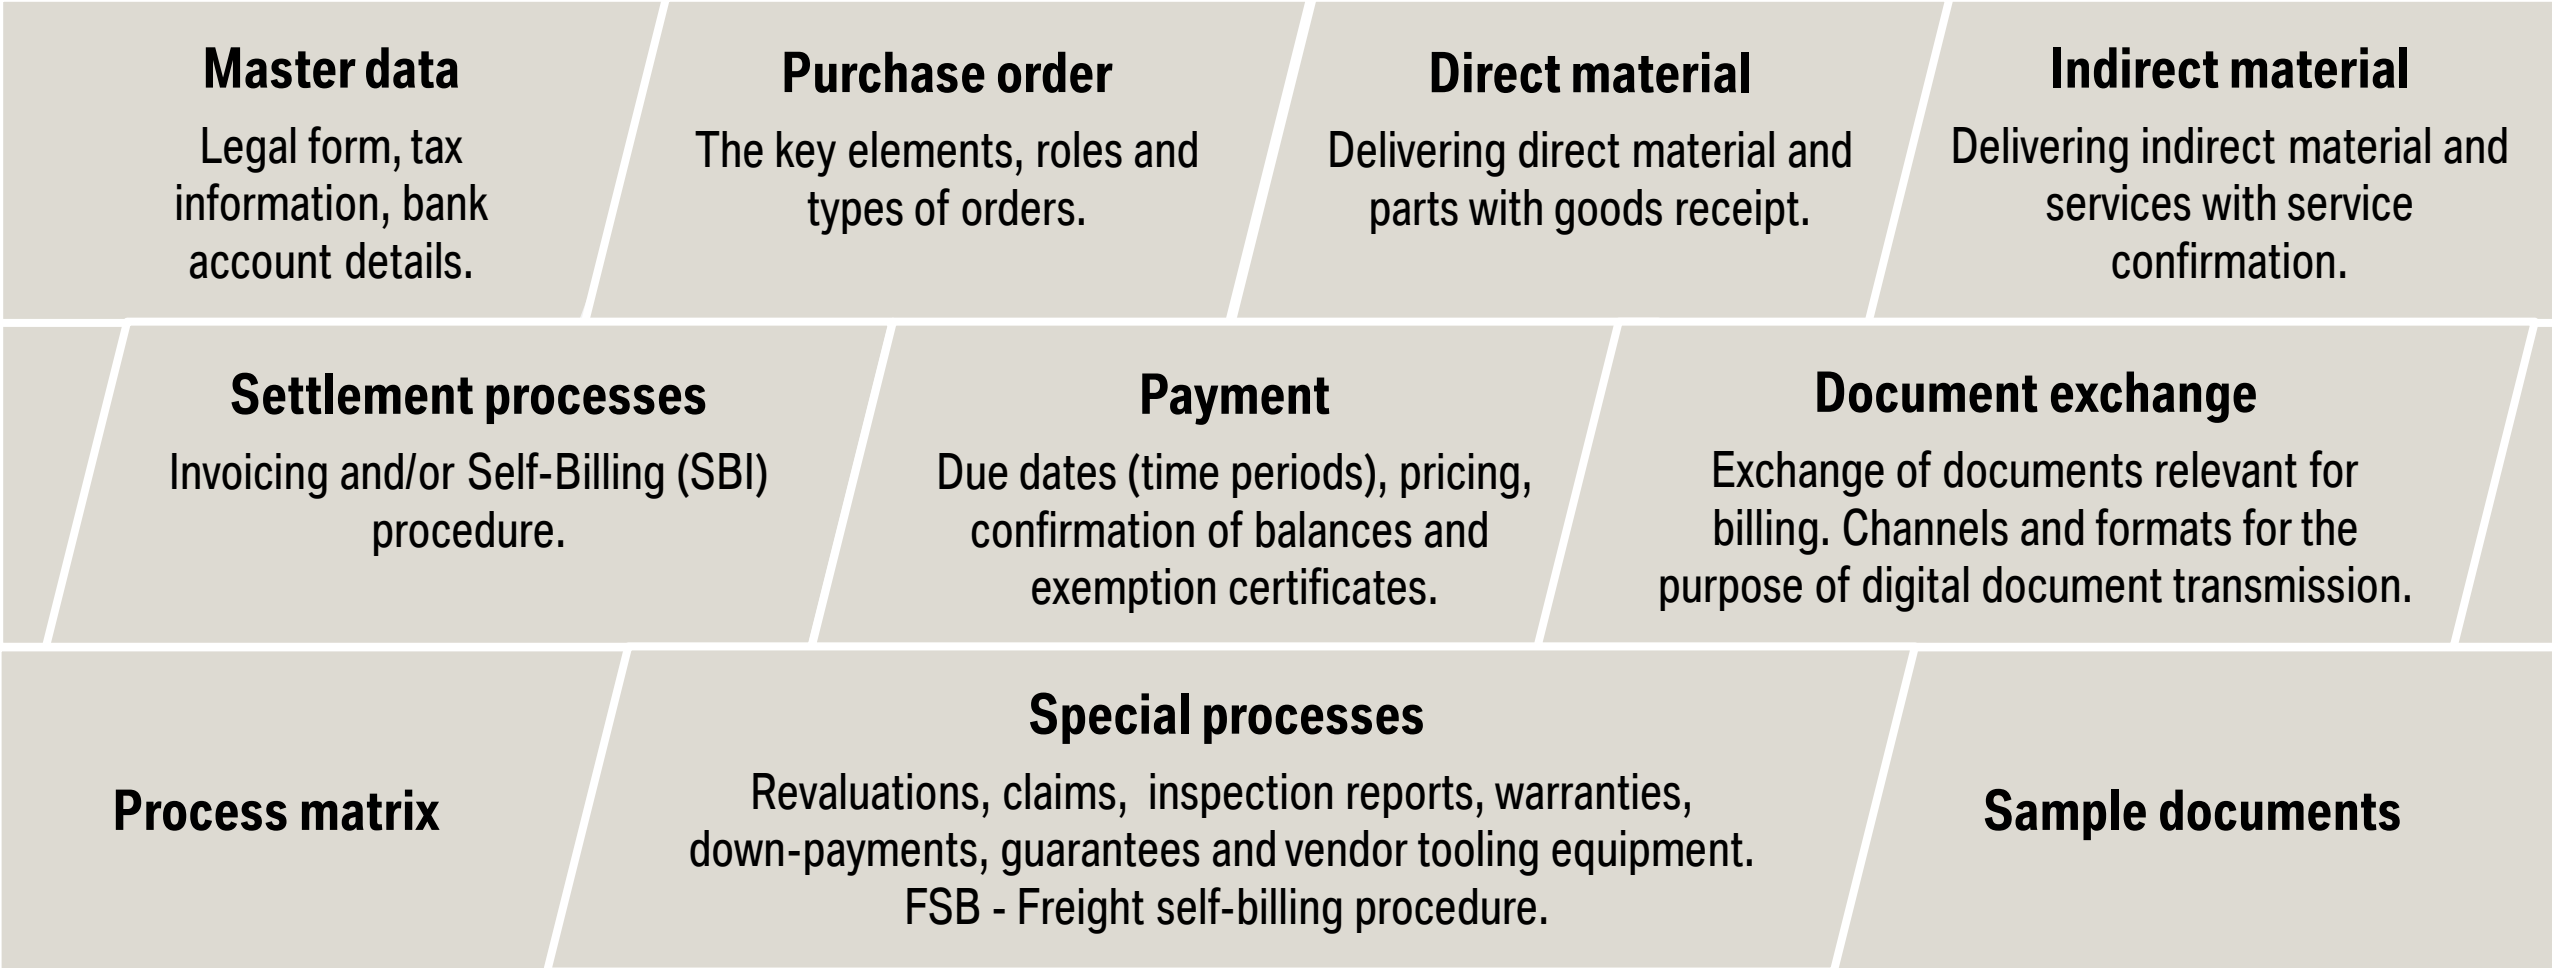 Master data
Legal form, tax
information, bank
account details.
Purchase order
The key elements, roles and
types of orders.
Direct material
Delivering direct material and
parts with goods receipt.
Indirect material
Delivering indirect material and
services with service
confirmation.
Settlement processes
Invoicing and/or Self-Billing (SBI)
procedure.
Payment
Due dates (time periods), pricing,
confirmation of balances and
exemption certificates.
Document exchange
Exchange of documents relevant for
billing. Channels and formats for the
purpose of digital document transmission.
Process matrix
Special processes
Revaluations, claims,  inspection reports, warranties,
down-payments, guarantees and vendor tooling equipment.
FSB - Freight self-billing procedure.
Sample documents